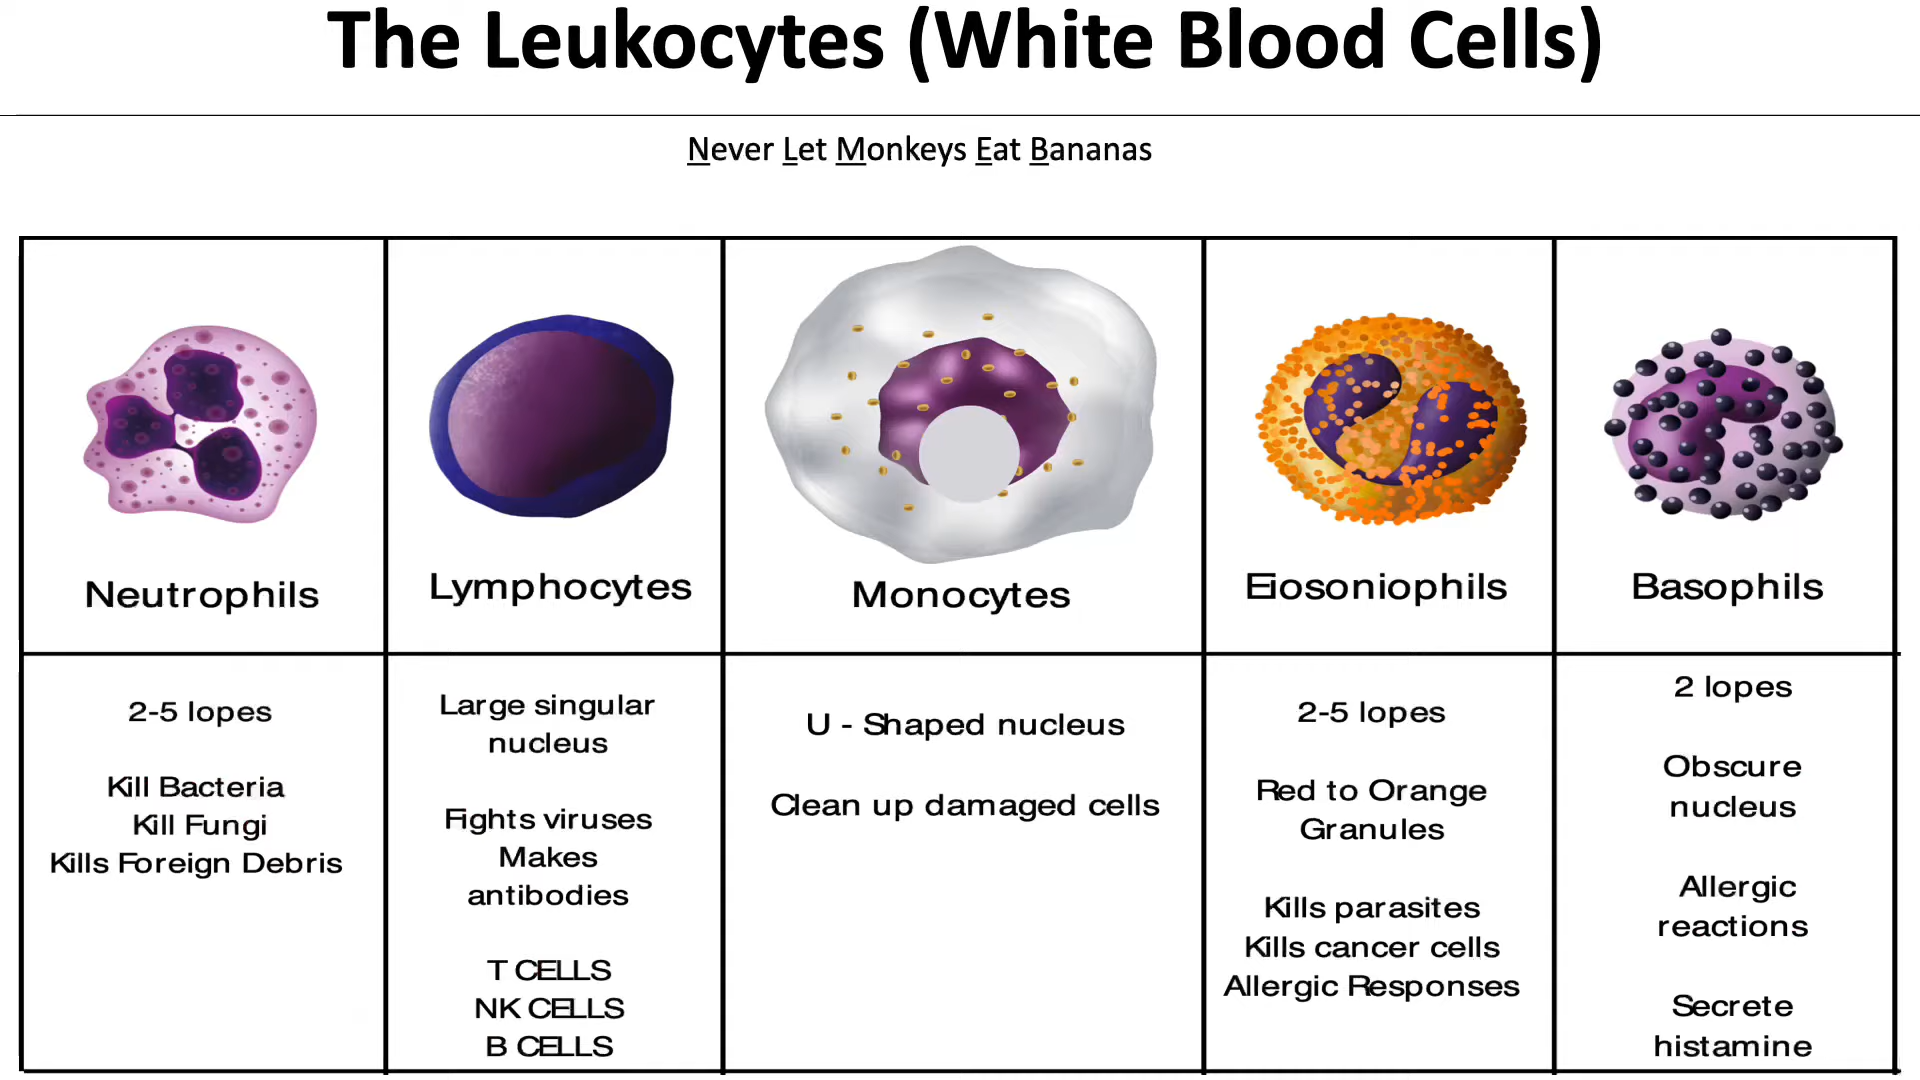 The Leukocytes (White Blood Cells)
Never Let Monkeys Eat Bananas
Neutrophils
Lymphocytes
Monocytes
Eiosoniophils
Basophils
2-5 lopes
Kill Bacteria
Kill Fungi
Kills Foreign Debris
Large singular
nucleus
Fights viruses
Makes
antibodies
T CELLS
NK CELLS
B CELLS
U - Shaped nucleus
Clean up damaged cells
2-5 lopes
Red to Orange
Granules
Kills parasites
Kills cancer cells
Allergic Responses
2 lopes
Obscure
nucleus
Allergic
reactions
Secrete
histamine